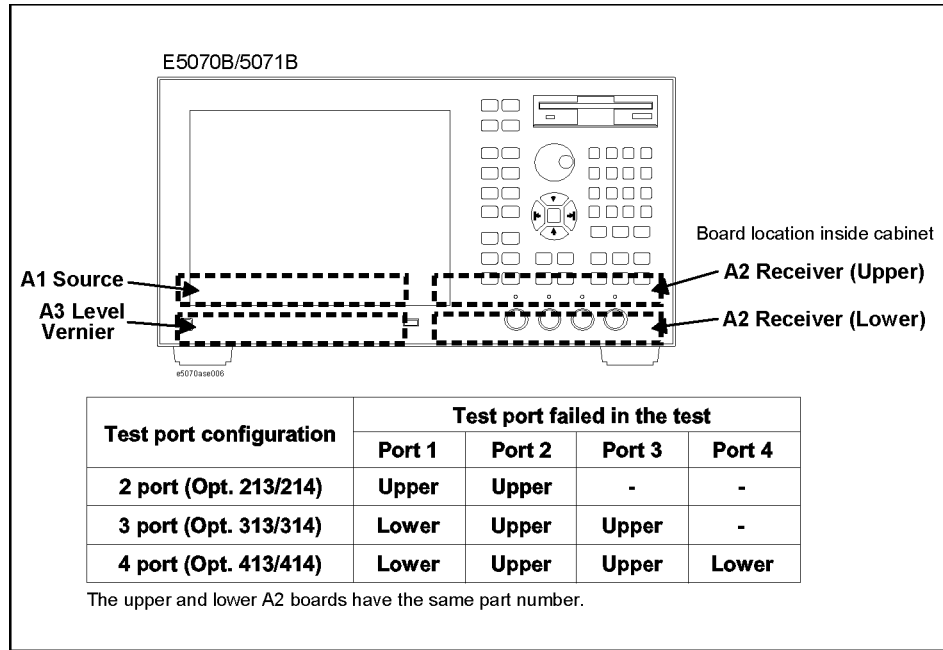 E5070B/5071B
Board location inside cabinet
A1 Source
A2 Receiver (Upper)
A3 Level
Vernier
A2 Receiver (Lower)
e5070ase006
Test port configuration
Test port failed in the test
Port 1 Port 2 Port 3 Port 4
2 port (Opt. 213/214) Upper Upper - -
3 port (Opt. 313/314) Lower Upper Upper -
4 port (Opt. 413/414) Lower Upper Upper Lower
The upper and lower A2 boards have the same part number.